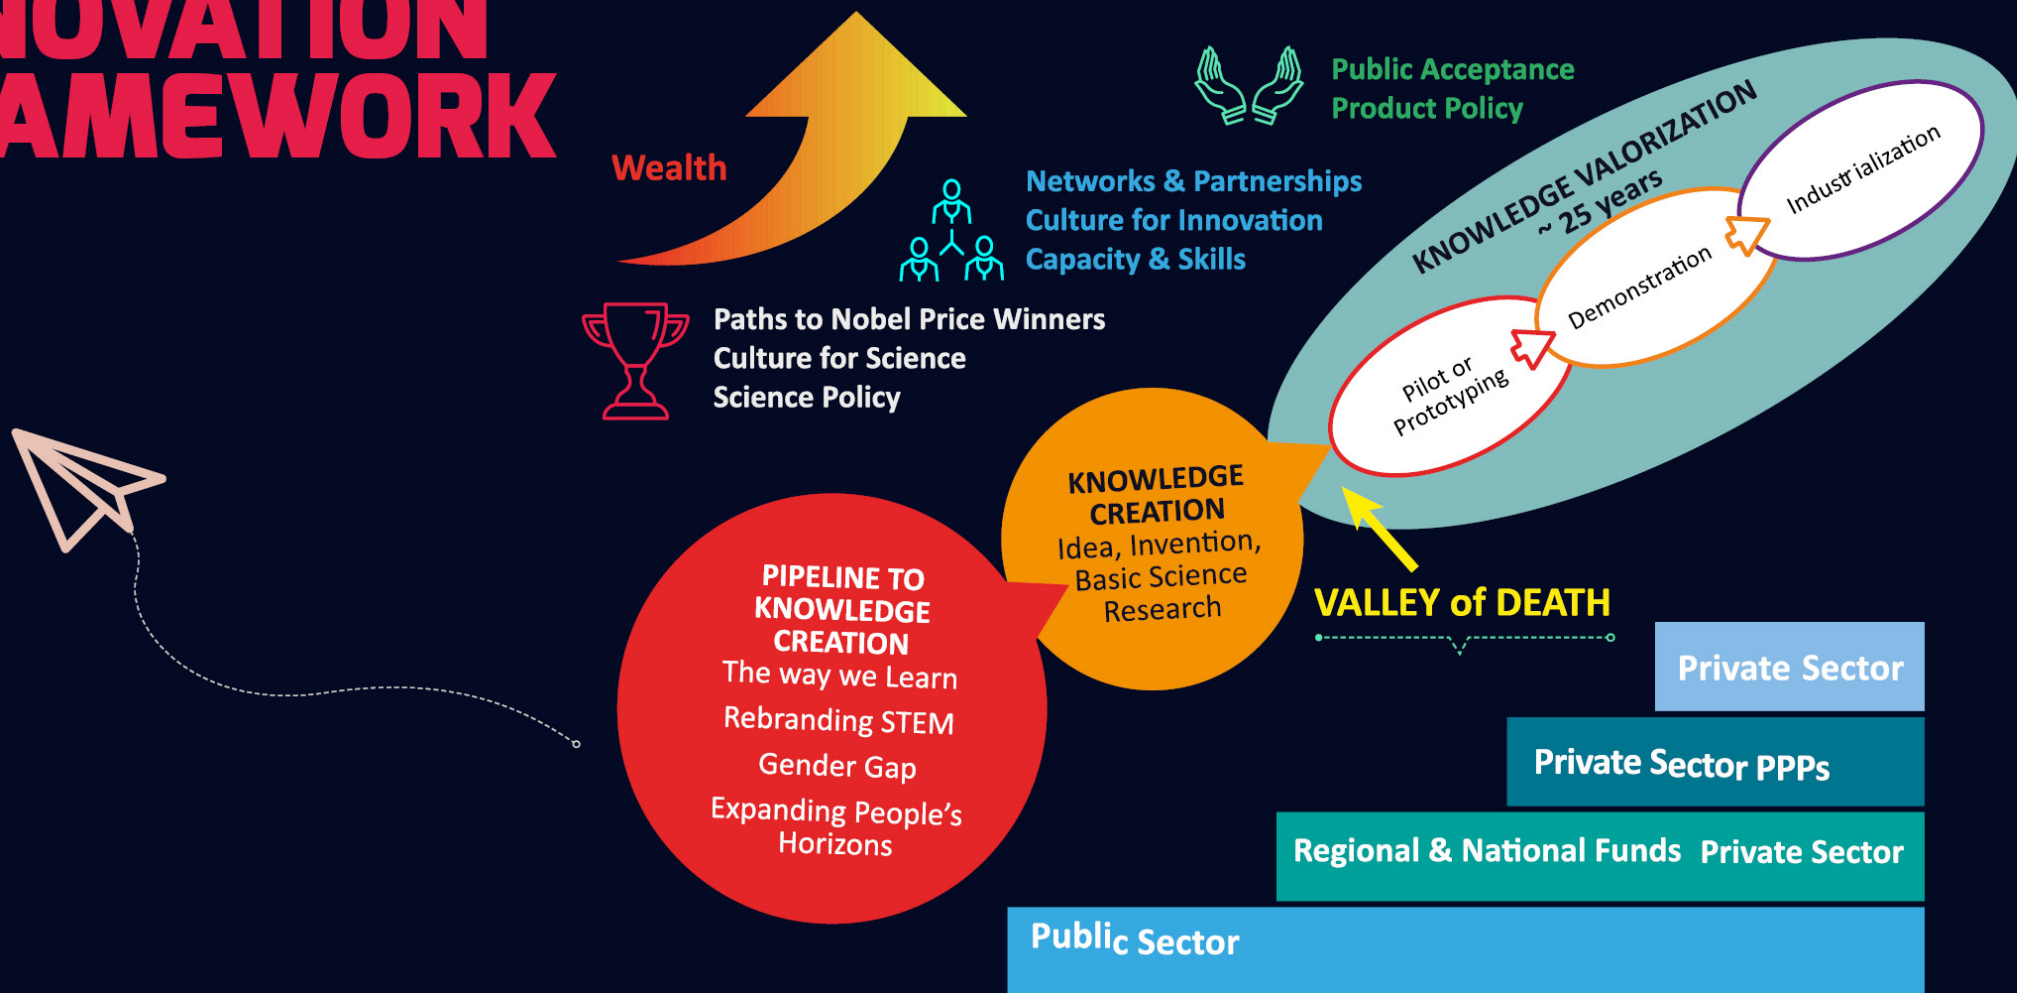 NOVATION
AMEWORK
Wealth
Public Acceptance
Product Policy
Networks & Partnerships
Culture for Innovation
Capacity & Skills
Paths to Nobel Price Winners
Culture for Science
Science Policy
KNOWLEDGE VALORIZATION
~ 25 years
Industrialization
Demonstration
Pilot or
Prototyping
KNOWLEDGE
CREATION
Idea, Invention,
Basic Science
Research
VALLEY of DEATH
PIPELINE TO
KNOWLEDGE
CREATION
The way we Learn
Rebranding STEM
Gender Gap
Expanding People's
Horizons
Private Sector
Private Sector PPPs
Regional & National Funds Private Sector
Public Sector